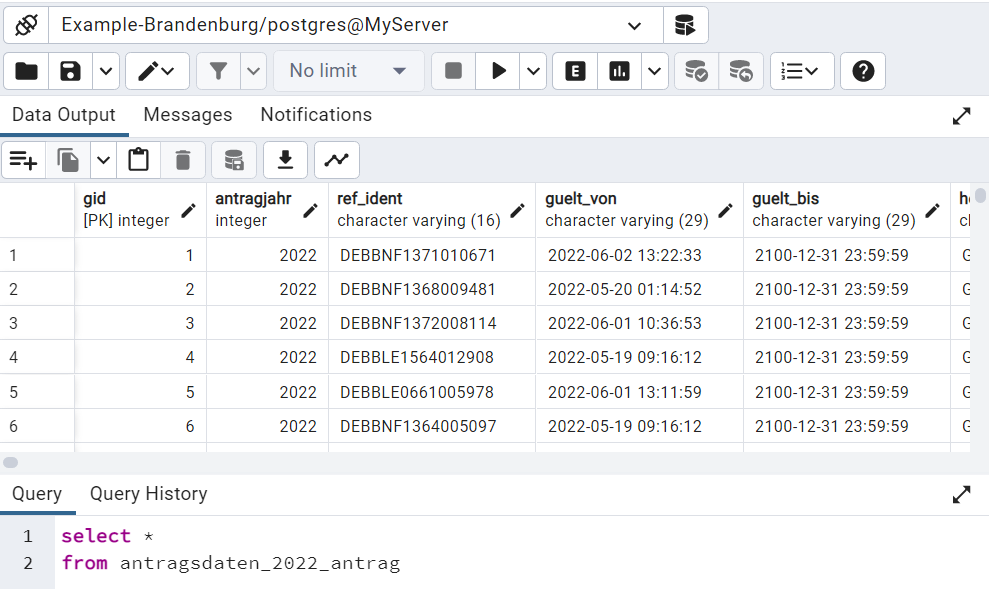 Example-Brandenburg/postgres@MyServer
No limit
Data Output Messages Notifications
gid antragjahr ref_ident guelt_von guelt_bis
[PK] integer integer character varying (16) character varying (29) character varying (29)
1 1 2022 DEBBNF1371010671 2022-06-02 13:22:33 2100-12-31 23:59:59 G
2 2 2022 DEBBNF1368009481 2022-05-20 01:14:52 2100-12-31 23:59:59 G
3 3 2022 DEBBNF1372008114 2022-06-01 10:36:53 2100-12-31 23:59:59 G
4 4 2022 DEBBLE1564012908 2022-05-19 09:16:12 2100-12-31 23:59:59 G
5 5 2022 DEBBLE0661005978 2022-06-01 13:11:59 2100-12-31 23:59:59 G
6 6 2022 DEBBNF1364005097 2022-05-19 09:16:12 2100-12-31 23:59:59 G
Query Query History
1 select *
2 from antragsdaten_2022_antrag